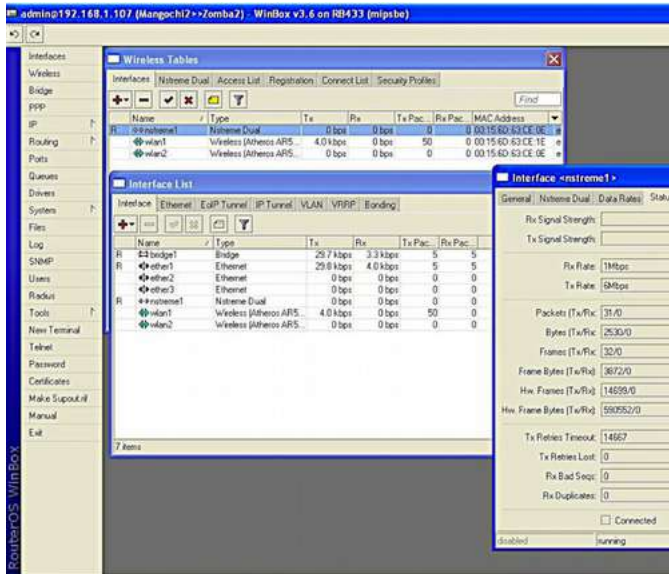 admin@192.168.1.107 (Mangochi2>>Zomba2) - WinBox v3.6 on RB433 (mipsbe)
Interfaces
Wireless
Bridge
PPP
IP
Routing
Ports
Queues
Drivers
System
Files
Log
SNMP
Users
Radius
Tools
New Terminal
Telnet
Password
Certificates
Make Supout.rif
Manual
Exit
RouterOS WinBox
Wireless Tables
Interfaces Nstreme Dual Access List Registration Connect List Security Profiles
Find
Name / Type Tx Rx Tx Pac... Rx Pac... MAC Address
R nstreme1 Nstreme Dual 0 bps 0 bps 0 0 00:15:6D:63:CE:0E e
wlan1 Wireless (Atheros AR5... 4.0 kbps 0 bps 50 0 00:15:6D:63:CE:1E e
wlan2 Wireless (Atheros AR5... 0 bps 0 bps 0 0 00:15:6D:63:CE:0E e
Interface List
Interface Ethernet EoIP Tunnel IP Tunnel VLAN VRRP Bonding
Name / Type Tx Rx Tx Pac... Rx Pac...
R bridge1 Bridge 29.7 kbps 3.3 kbps 5 5
R ether1 Ethernet 29.8 kbps 4.0 kbps 5 5
ether2 Ethernet 0 bps 0 bps 0 0
ether3 Ethernet 0 bps 0 bps 0 0
R nstreme1 Nstreme Dual 0 bps 0 bps 0 0
wlan1 Wireless (Atheros AR5... 4.0 kbps 0 bps 50 0
wlan2 Wireless (Atheros AR5... 0 bps 0 bps 0 0
7 items
Interface <nstreme1>
General Nstreme Dual Data Rates Statu
Rx Signal Strength:
Tx Signal Strength:
Rx Rate: 1Mbps
Tx Rate: 6Mbps
Packets (Tx/Rx: 31/0
Bytes (Tx/Rx: 2530/0
Frames (Tx/Rx: 32/0
Frame Bytes (Tx/Rx): 3872/0
Hw. Frames (Tx/Rx): 14699/0
Hw. Frame Bytes (Tx/Rx): 590552/0
Tx Retries Timeout: 14667
Tx Retries Lost: 0
Rx Bad Seqs: 0
Rx Duplicates: 0
Connected
disabled running